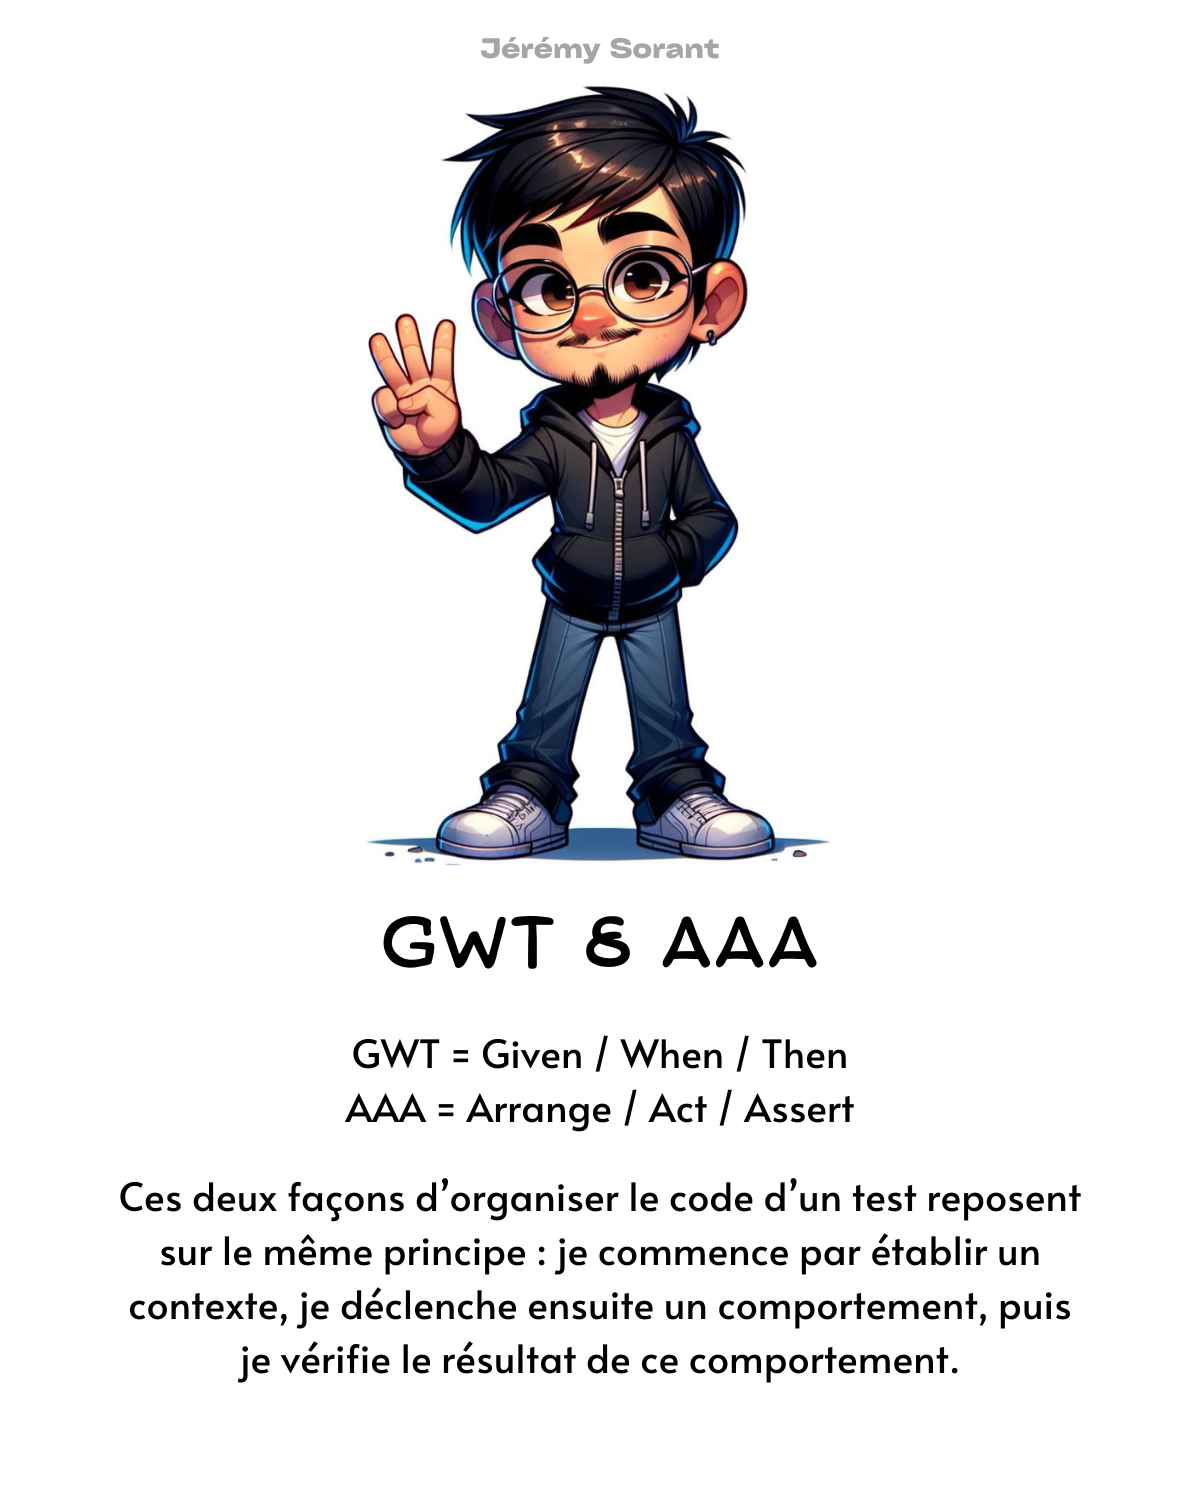 Jérémy Sorant
GWT & AAA
GWT = Given / When / Then
AAA = Arrange / Act / Assert
Ces deux façons d’organiser le code d’un test reposent
sur le même principe : je commence par établir un
contexte, je déclenche ensuite un comportement, puis
je vérifie le résultat de ce comportement.